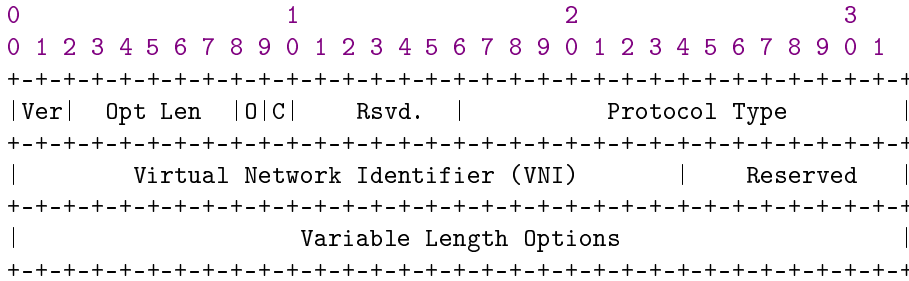 0                   1                   2                   3
0 1 2 3 4 5 6 7 8 9 0 1 2 3 4 5 6 7 8 9 0 1 2 3 4 5 6 7 8 9 0 1
+-+-+-+-+-+-+-+-+-+-+-+-+-+-+-+-+-+-+-+-+-+-+-+-+-+-+-+-+-+-+-+-+
|Ver|  Opt Len  |O|C|    Rsvd.  |          Protocol Type        |
+-+-+-+-+-+-+-+-+-+-+-+-+-+-+-+-+-+-+-+-+-+-+-+-+-+-+-+-+-+-+-+-+
|        Virtual Network Identifier (VNI)       |    Reserved   |
+-+-+-+-+-+-+-+-+-+-+-+-+-+-+-+-+-+-+-+-+-+-+-+-+-+-+-+-+-+-+-+-+
|                    Variable Length Options                    |
+-+-+-+-+-+-+-+-+-+-+-+-+-+-+-+-+-+-+-+-+-+-+-+-+-+-+-+-+-+-+-+-+